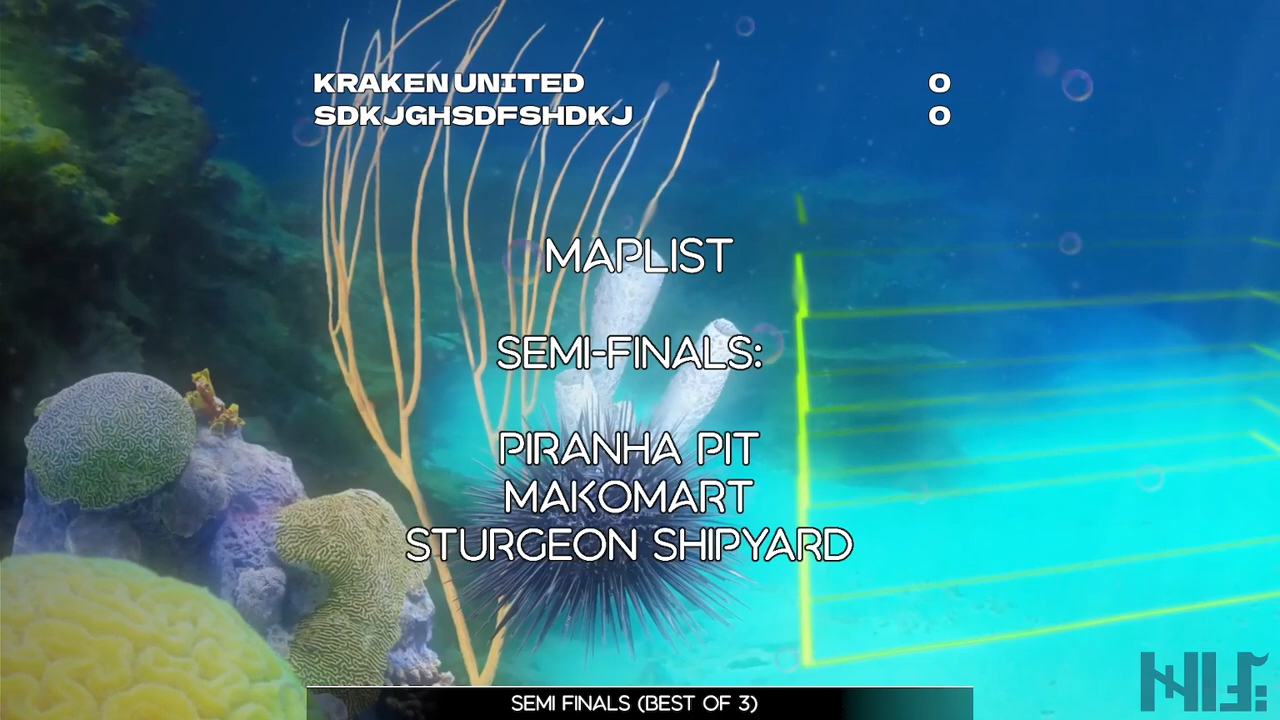 KRAKEN UNITED 0
SDKJGHSDFSHDKJ 0
MAPLIST
SEMI-FINALS:
PIRANHA PIT
MAKOMART
STURGEON SHIPYARD
SEMI FINALS (BEST OF 3)